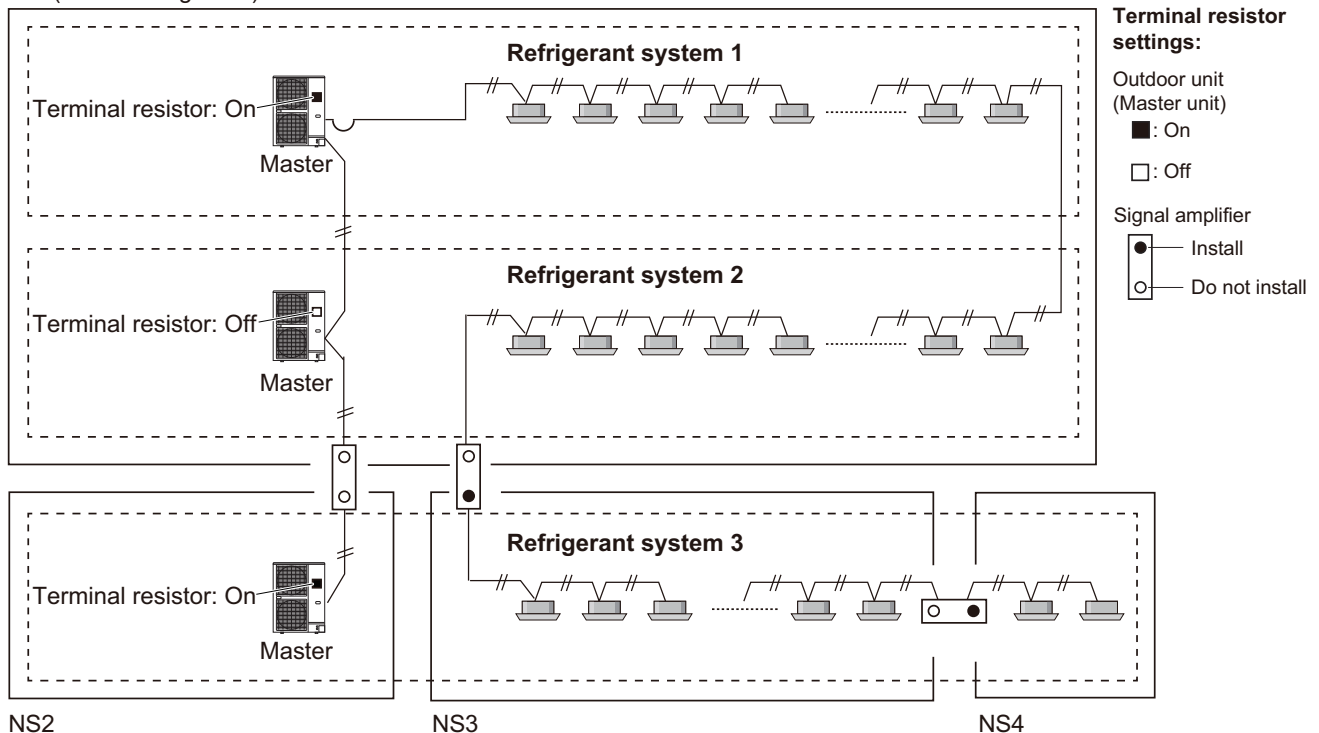 Refrigerant system 1
Terminal resistor: On
Master
Refrigerant system 2
Terminal resistor: Off
Master
Refrigerant system 3
Terminal resistor: On
Master
NS2
NS3
NS4
Terminal resistor
settings:
Outdoor unit
(Master unit)
: On
: Off
Signal amplifier
Install
Do not install